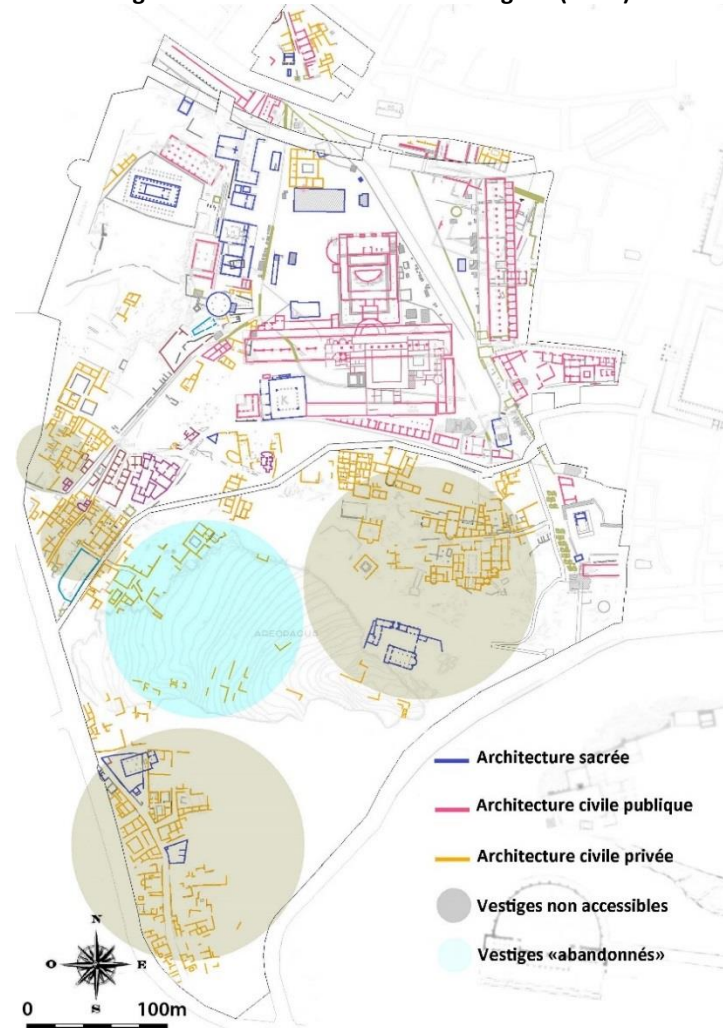 K
AREOPAGUS
Architecture sacrée
Architecture civile publique
Architecture civile privée
Vestiges non accessibles
Vestiges «abandonnés»
N
O
E
S
0
100m